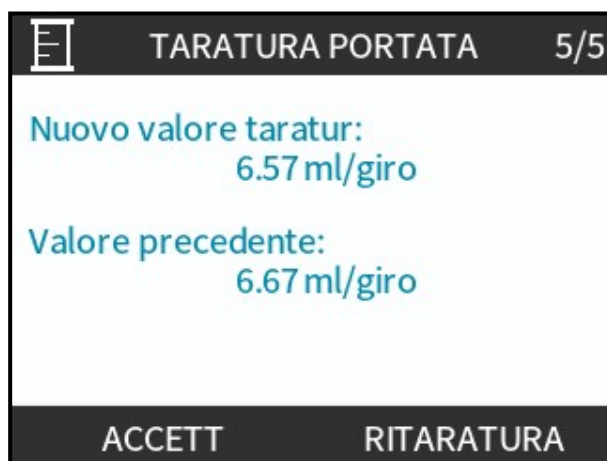 TARATURA PORTATA 5/5
Nuovo valore taratur:
6.57 ml/giro
Valore precedente:
6.67 ml/giro
ACCETT RITARATURA